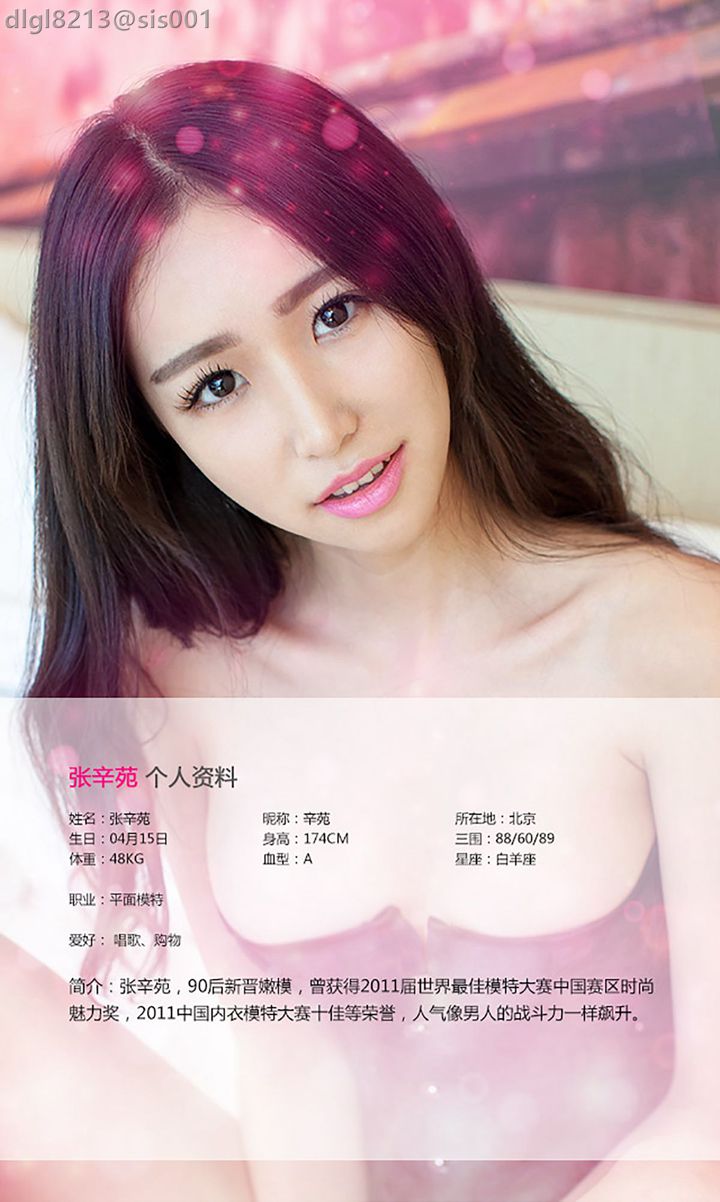 dlgl8213@sis001
张辛苑 个人资料
姓名：张辛苑 昵称：辛苑 所在地：北京
生日：04月15日 身高：174CM 三围：88/60/89
体重：48KG 血型：A 星座：白羊座
职业：平面模特
爱好： 唱歌、购物
简介：张辛苑，90后新晋嫩模，曾获得2011届世界最佳模特大赛中国赛区时尚
魅力奖，2011中国内衣模特大赛十佳等荣誉，人气像男人的战斗力一样飙升。